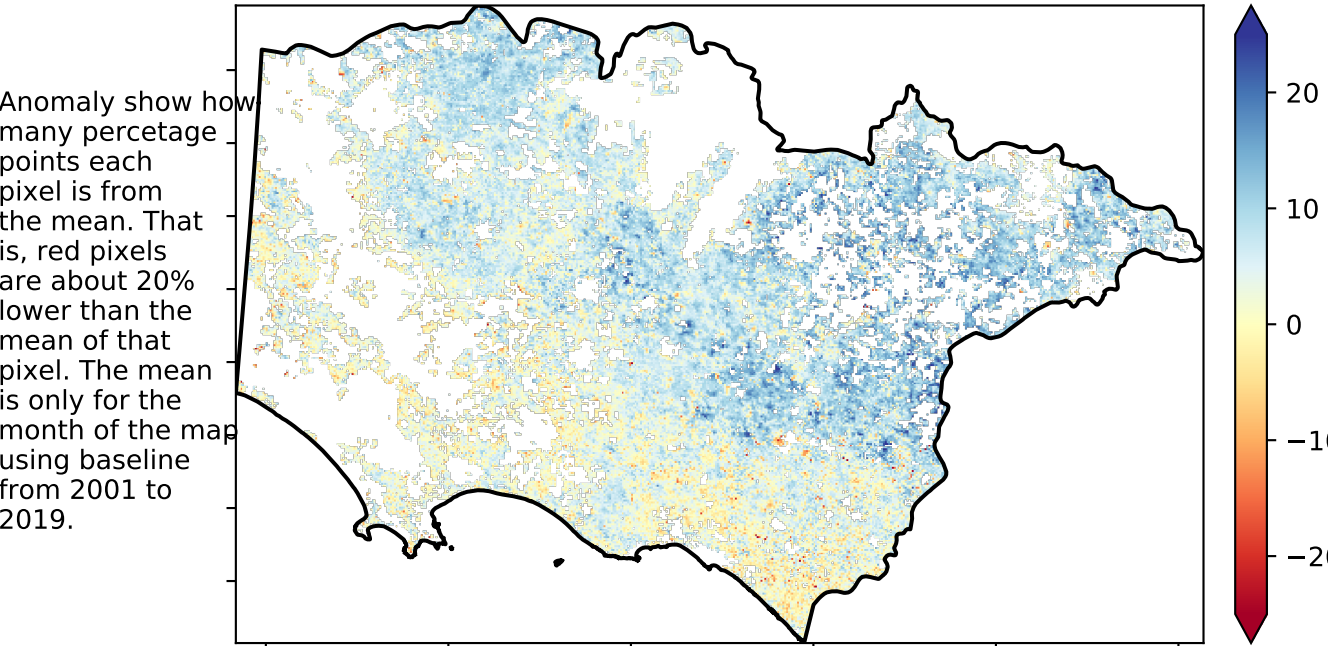 Anomaly show how
many percetage
points each
pixel is from
the mean. That
is, red pixels
are about 20%
lower than the
mean of that
pixel. The mean
is only for the
month of the map
using baseline
from 2001 to
2019.
20
10
0
−10
−20